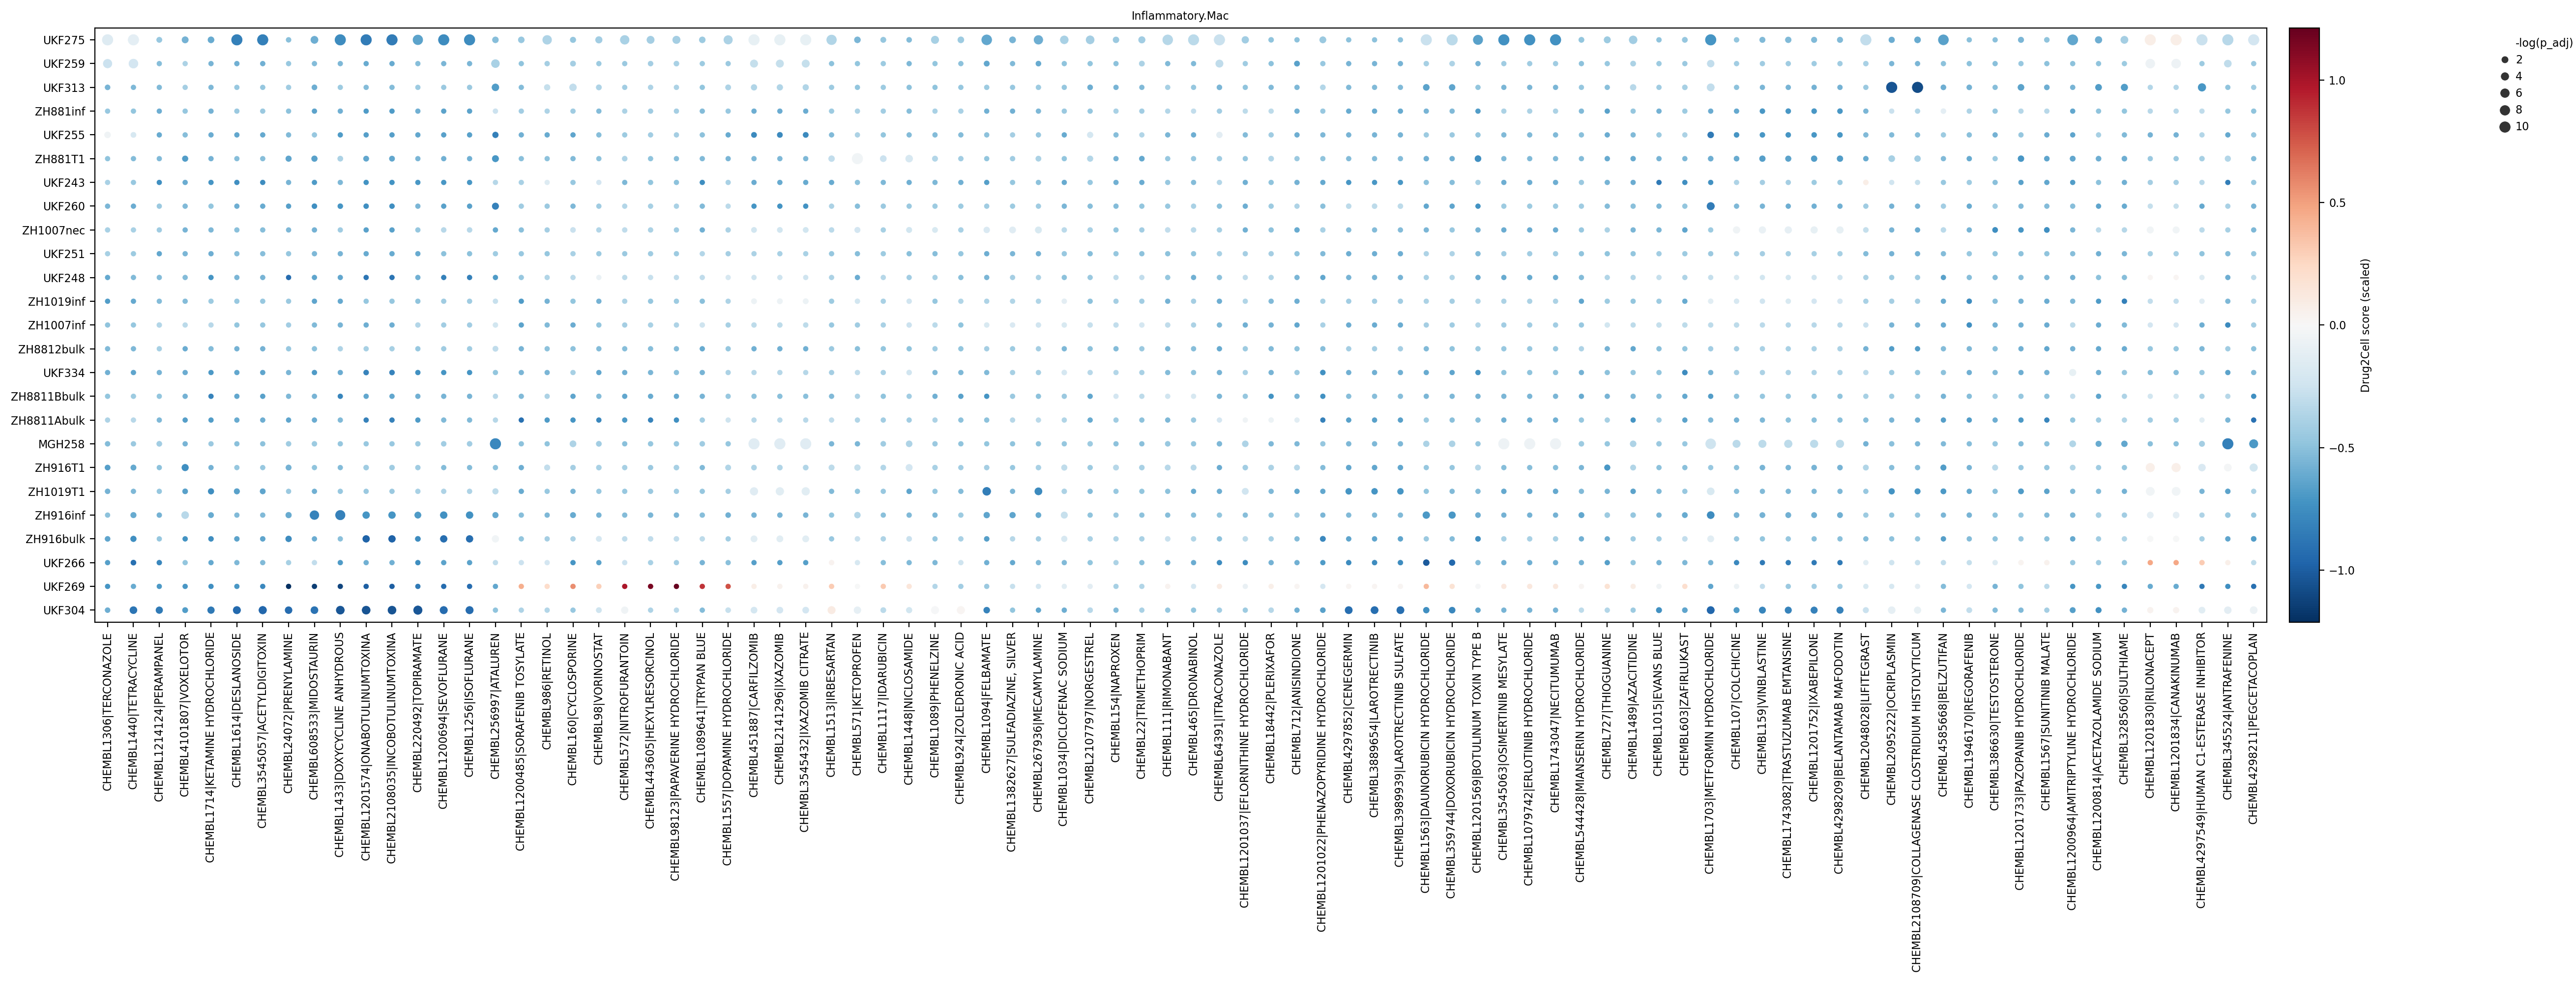 Inflammatory.Mac
UKF275
UKF259
UKF313
ZH881inf
UKF255
ZH881T1
UKF243
UKF260
ZH1007nec
UKF251
UKF248
ZH1019inf
ZH1007inf
ZH8812bulk
UKF334
ZH8811Bbulk
ZH8811Abulk
MGH258
ZH916T1
ZH1019T1
ZH916inf
ZH916bulk
UKF266
UKF269
UKF304
CHEMBL1306|TERCONAZOLE
CHEMBL1440|TETRACYCLINE
CHEMBL1214124|PERAMPANEL
CHEMBL4101807|VOXELOTOR
CHEMBL1714|KETAMINE HYDROCHLORIDE
CHEMBL1614|DESLANOSIDE
CHEMBL3545057|ACETYLDIGITOXIN
CHEMBL24072|PRENYLAMINE
CHEMBL608533|MIDOSTAURIN
CHEMBL1433|DOXYCYCLINE ANHYDROUS
CHEMBL1201574|ONABOTULINUMTOXINA
CHEMBL2108035|INCOBOTULINUMTOXINA
CHEMBL220492|TOPIRAMATE
CHEMBL1200694|SEVOFLURANE
CHEMBL1256|ISOFLURANE
CHEMBL256997|ATALUREN
CHEMBL1200485|SORAFENIB TOSYLATE
CHEMBL986|RETINOL
CHEMBL160|CYCLOSPORINE
CHEMBL98|VORINOSTAT
CHEMBL572|NITROFURANTOIN
CHEMBL443605|HEXYLRESORCINOL
CHEMBL98123|PAPAVERINE HYDROCHLORIDE
CHEMBL1089641|TRYPAN BLUE
CHEMBL1557|DOPAMINE HYDROCHLORIDE
CHEMBL451887|CARFILZOMIB
CHEMBL2141296|IXAZOMIB
CHEMBL3545432|IXAZOMIB CITRATE
CHEMBL1513|IRBESARTAN
CHEMBL571|KETOPROFEN
CHEMBL1117|IDARUBICIN
CHEMBL1448|NICLOSAMIDE
CHEMBL1089|PHENELZINE
CHEMBL924|ZOLEDRONIC ACID
CHEMBL1094|FELBAMATE
CHEMBL1382627|SULFADIAZINE, SILVER
CHEMBL267936|MECAMYLAMINE
CHEMBL1034|DICLOFENAC SODIUM
CHEMBL2107797|NORGESTREL
CHEMBL154|NAPROXEN
CHEMBL22|TRIMETHOPRIM
CHEMBL111|RIMONABANT
CHEMBL465|DRONABINOL
CHEMBL64391|ITRACONAZOLE
CHEMBL1201037|EFLORNITHINE HYDROCHLORIDE
CHEMBL18442|PLERIXAFOR
CHEMBL712|ANISINDIONE
CHEMBL1201022|PHENAZOPYRIDINE HYDROCHLORIDE
CHEMBL4297852|CENEGERMIN
CHEMBL3889654|LAROTRECTINIB
CHEMBL3989939|LAROTRECTINIB SULFATE
CHEMBL1563|DAUNORUBICIN HYDROCHLORIDE
CHEMBL359744|DOXORUBICIN HYDROCHLORIDE
CHEMBL1201569|BOTULINUM TOXIN TYPE B
CHEMBL3545063|OSIMERTINIB MESYLATE
CHEMBL1079742|ERLOTINIB HYDROCHLORIDE
CHEMBL1743047|NECITUMUMAB
CHEMBL544428|MIANSERIN HYDROCHLORIDE
CHEMBL727|THIOGUANINE
CHEMBL1489|AZACITIDINE
CHEMBL1015|EVANS BLUE
CHEMBL603|ZAFIRLUKAST
CHEMBL1703|METFORMIN HYDROCHLORIDE
CHEMBL107|COLCHICINE
CHEMBL159|VINBLASTINE
CHEMBL1743082|TRASTUZUMAB EMTANSINE
CHEMBL1201752|IXABEPILONE
CHEMBL4298209|BELANTAMAB MAFODOTIN
CHEMBL2048028|LIFITEGRAST
CHEMBL2095222|OCRIPLASMIN
CHEMBL2108709|COLLAGENASE CLOSTRIDIUM HISTOLYTICUM
CHEMBL4585668|BELZUTIFAN
CHEMBL1946170|REGORAFENIB
CHEMBL386630|TESTOSTERONE
CHEMBL1201733|PAZOPANIB HYDROCHLORIDE
CHEMBL1567|SUNITINIB MALATE
CHEMBL1200964|AMITRIPTYLINE HYDROCHLORIDE
CHEMBL1200814|ACETAZOLAMIDE SODIUM
CHEMBL328560|SULTHIAME
CHEMBL1201830|RILONACEPT
CHEMBL1201834|CANAKINUMAB
CHEMBL4297549|HUMAN C1-ESTERASE INHIBITOR
CHEMBL345524|ANTRAFENINE
CHEMBL4298211|PEGCETACOPLAN
1.0
0.5
0.0
−0.5
−1.0
Drug2Cell score (scaled)
-log(p_adj)
2
4
6
8
10